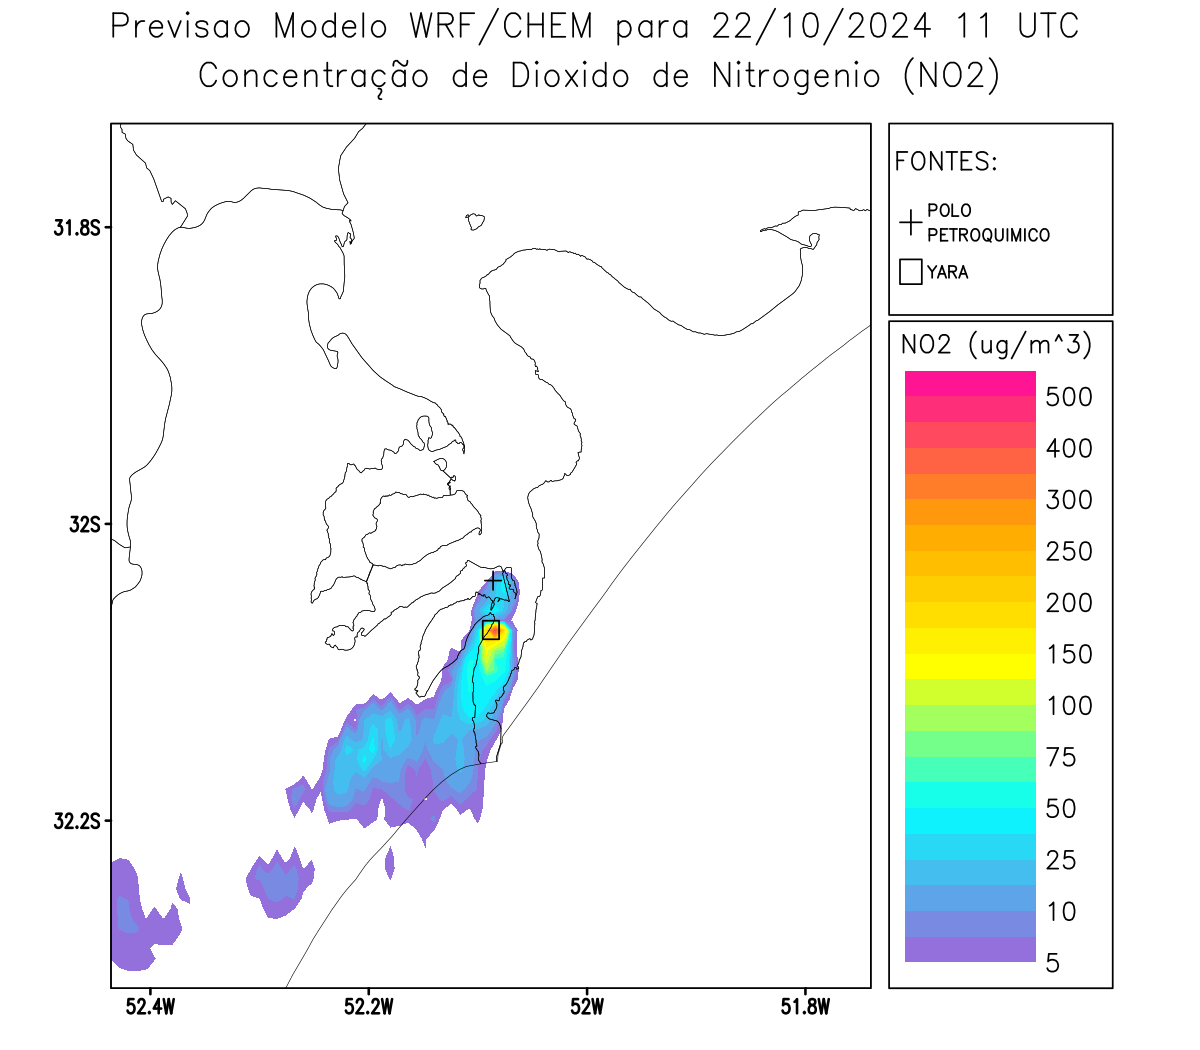 Previsao Modelo WRF/CHEM para 22/10/2024 11 UTC
Concentração de Dioxido de Nitrogenio (NO2)
FONTES:
POLO
PETROQUIMICO
YARA
NO2 (ug/m^3)
500
400
300
250
200
150
100
75
50
25
10
5
31.8S
32S
32.2S
52.4W
52.2W
52W
51.8W